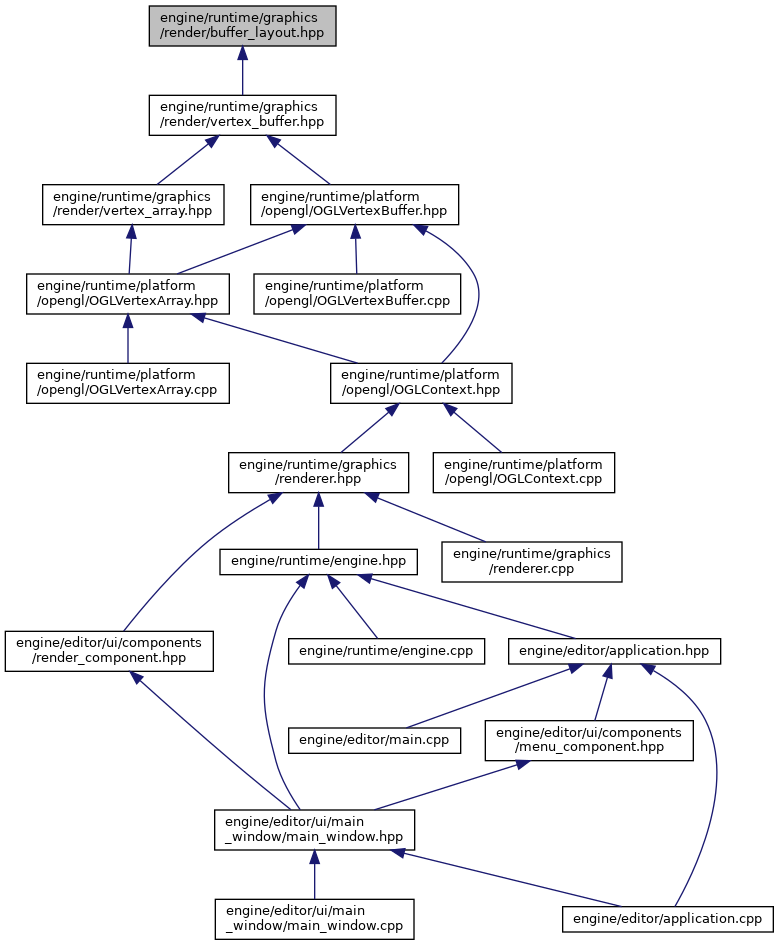 engine/runtime/graphics
/render/buffer_layout.hpp
engine/runtime/graphics
/render/vertex_buffer.hpp
engine/runtime/graphics
/render/vertex_array.hpp
engine/runtime/platform
/opengl/OGLVertexBuffer.hpp
engine/runtime/platform
/opengl/OGLVertexArray.hpp
engine/runtime/platform
/opengl/OGLVertexBuffer.cpp
engine/runtime/platform
/opengl/OGLVertexArray.cpp
engine/runtime/platform
/opengl/OGLContext.hpp
engine/runtime/graphics
/renderer.hpp
engine/runtime/platform
/opengl/OGLContext.cpp
engine/runtime/engine.hpp
engine/runtime/graphics
/renderer.cpp
engine/editor/ui/components
/render_component.hpp
engine/runtime/engine.cpp
engine/editor/application.hpp
engine/editor/main.cpp
engine/editor/ui/components
/menu_component.hpp
engine/editor/ui/main
_window/main_window.hpp
engine/editor/ui/main
_window/main_window.cpp
engine/editor/application.cpp